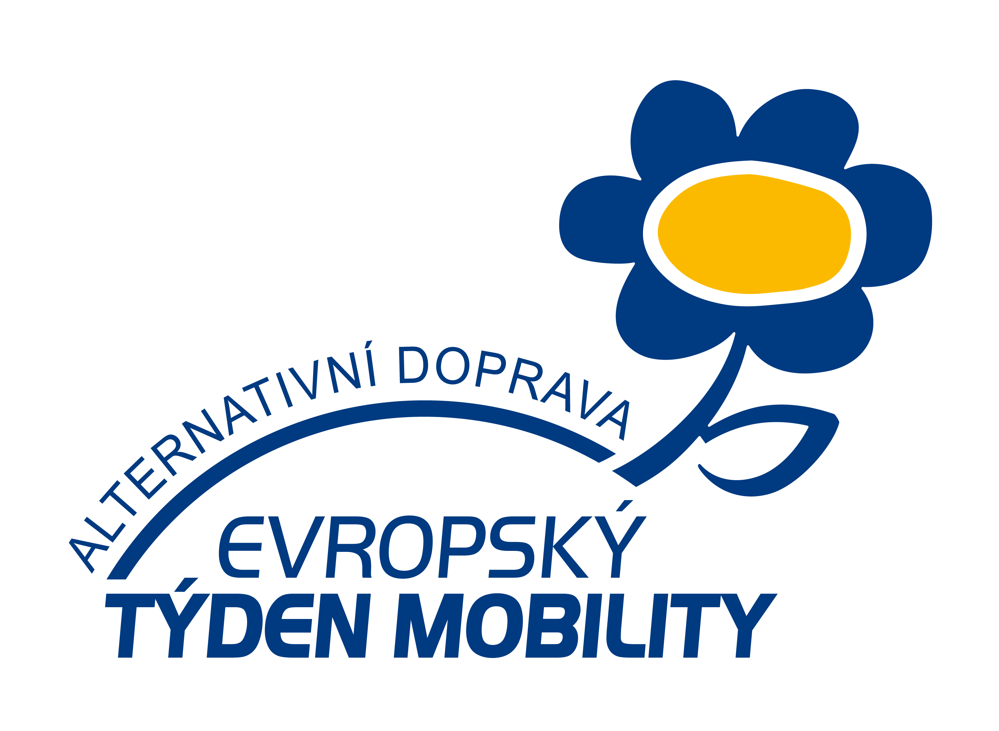 ALTERNATIVNÍ DOPRAVA
EVROPSKÝ
TÝDEN MOBILITY